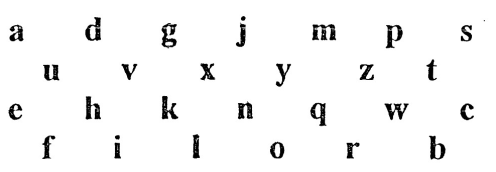 a d g j m p s
u v x y z t
e h k n q w c
f i l o r b